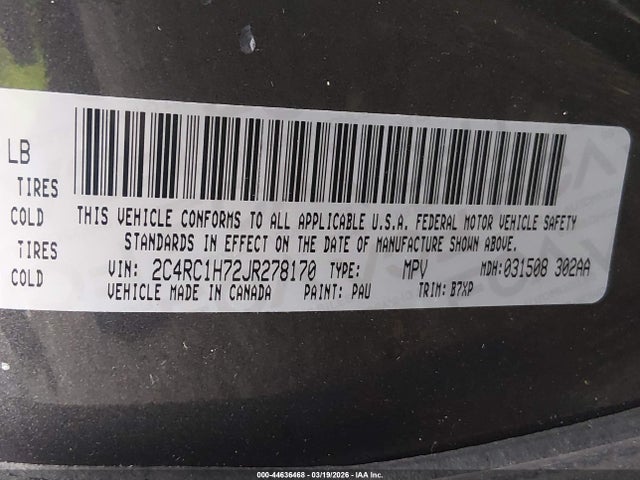 LB
TIRES
COLD THIS VEHICLE CONFORMS TO ALL APPLICABLE U.S.A. FEDERAL MOTOR VEHICLE SAFETY
TIRES STANDARDS IN EFFECT ON THE DATE OF MANUFACTURE SHOWN ABOVE.
COLD VIN: 2C4RC1H72JR278170 TYPE: MPV MDH: 031508 302AA
VEHICLE MADE IN CANADA PAINT: PAU TRIM: B7XP
000-44636468 - 03/19/2026 - IAA Inc.